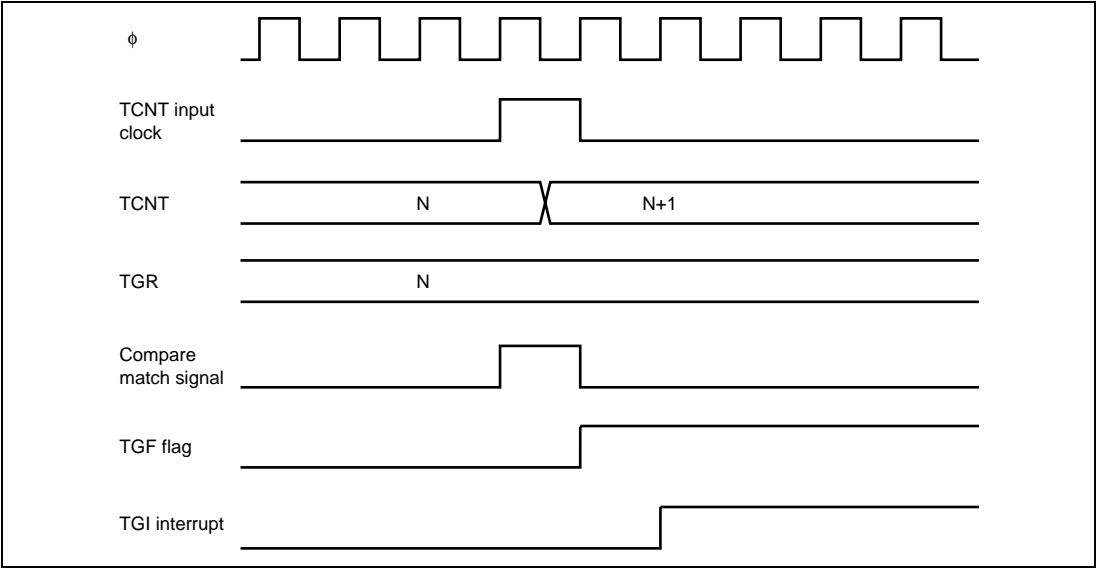 ϕ
TCNT input
clock
TCNT
N
N+1
TGR
N
Compare
match signal
TGF flag
TGI interrupt